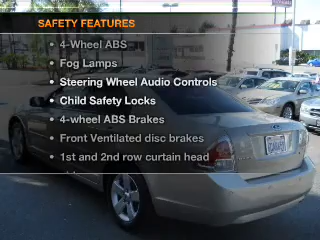 SAFETY FEATURES
• 4-Wheel ABS
• Fog Lamps
• Steering Wheel Audio Controls
• Child Safety Locks
• 4-wheel ABS Brakes
• Front Ventilated disc brakes
• 1st and 2nd row curtain head